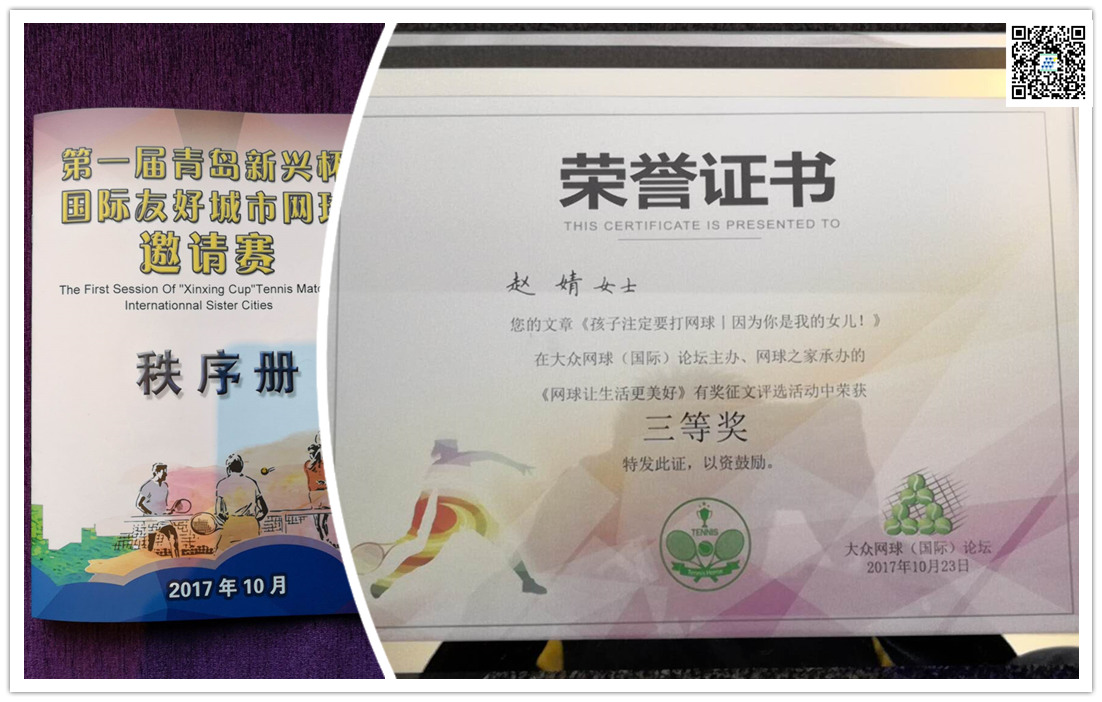 第一届青岛新兴杯
国际友好城市网球
邀请赛
The First Session Of "Xinxing Cup"Tennis Matc
Internationnal Sister Cities
秩序册
2017年10月
荣誉证书
THIS CERTIFICATE IS PRESENTED TO
赵婧女士
您的文章《孩子注定要打网球丨因为你是我的女儿！》
在大众网球（国际）论坛主办、网球之家承办的
《网球让生活更美好》有奖征文评选活动中荣获
三等奖
特发此证，以资鼓励。
TENNIS
大众网球（国际）论坛
2017年10月23日